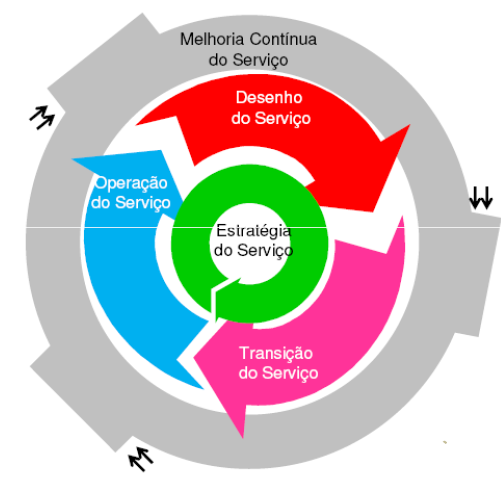 Melhoria Contínua
do Serviço
Desenho
do Serviço
Operação
do Serviço
Estratégia
do Serviço
Transição
do Serviço